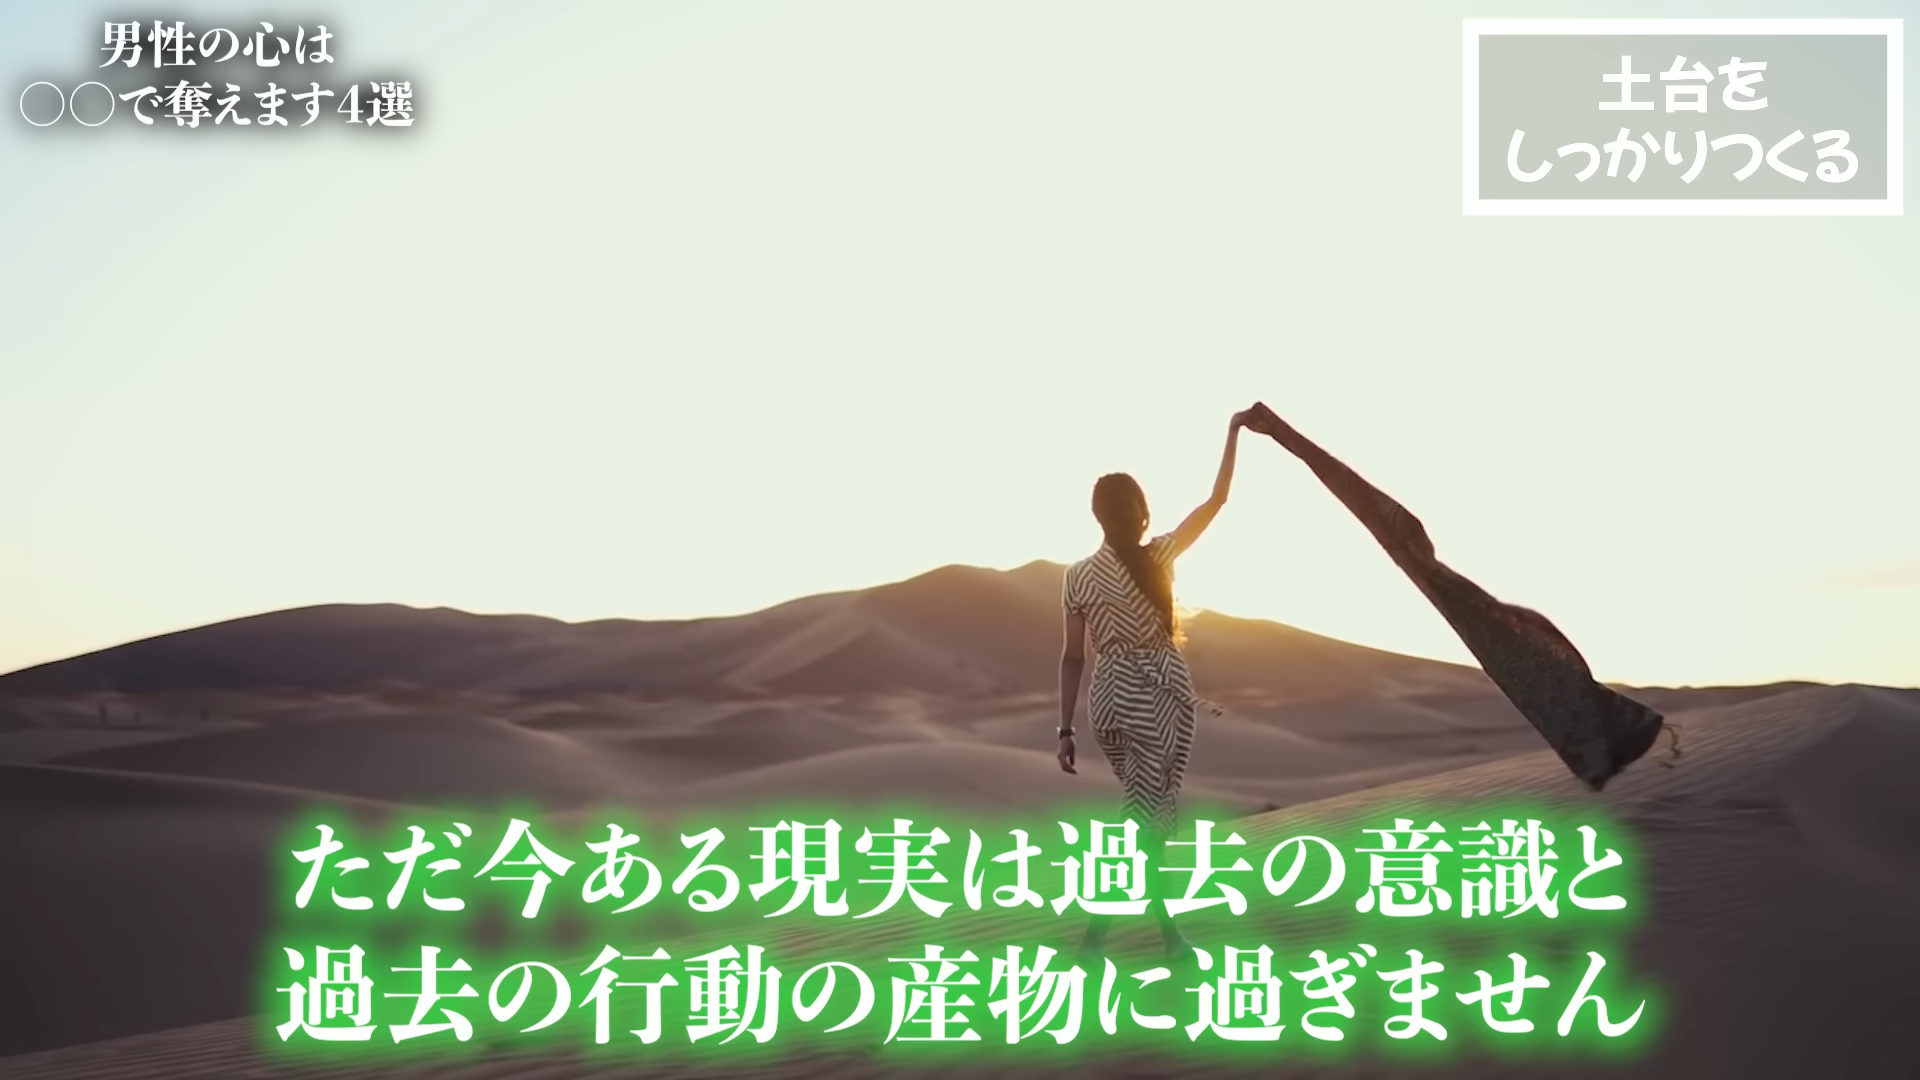 男性の心は
○○で奪えます4選
土台を
しっかりつくる
ただ今ある現実は過去の意識と
過去の行動の産物に過ぎません